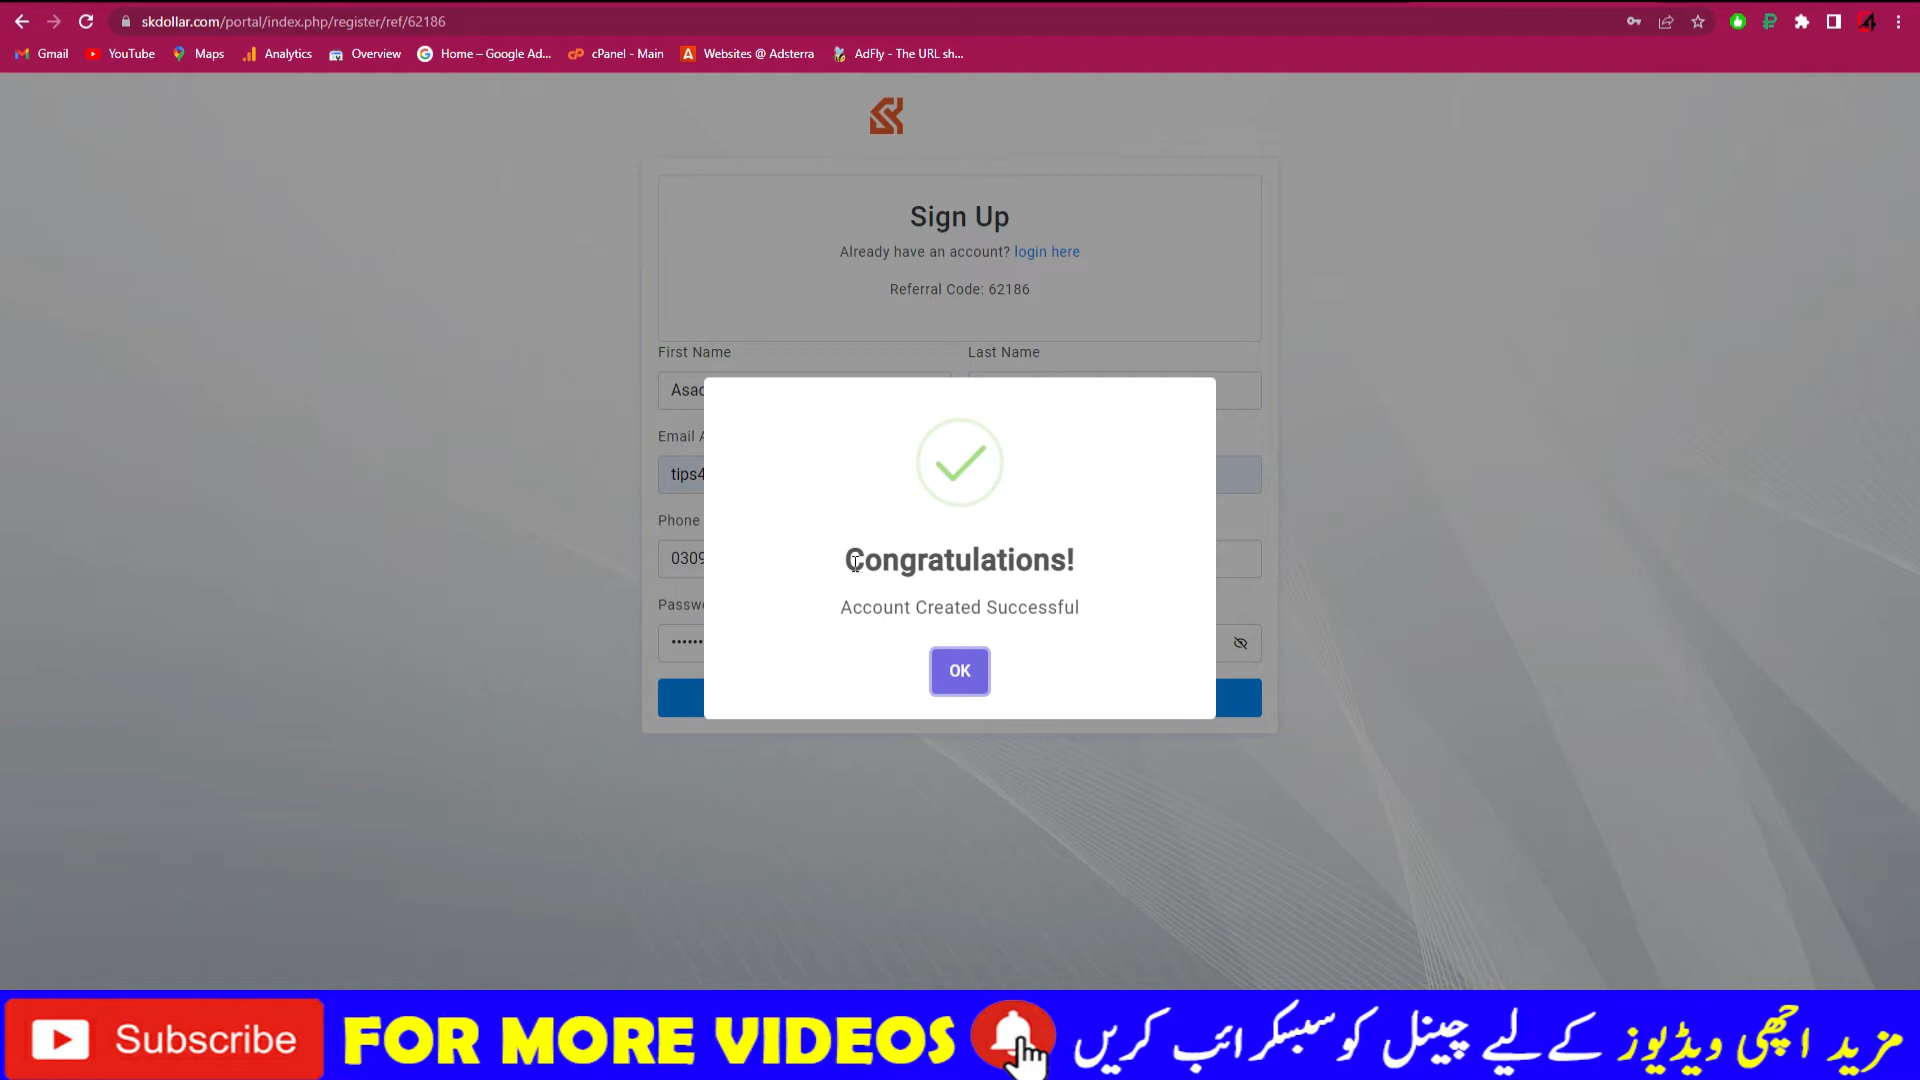 skdollar.com/portal/index.php/register/ref/62186
Gmail YouTube Maps Analytics Overview Home – Google Ad... cPanel - Main Websites @ Adsterra AdFly - The URL sh...
Sign Up
Already have an account? login here
Referral Code: 62186
First Name Last Name
Asad
Email A
tips4
Phone
0309
Passwo
Congratulations!
Account Created Successful
OK
Subscribe FOR MORE VIDEOS مزید اچھی ویڈیوز کے لیے چینل کو سبسکرائب کریں